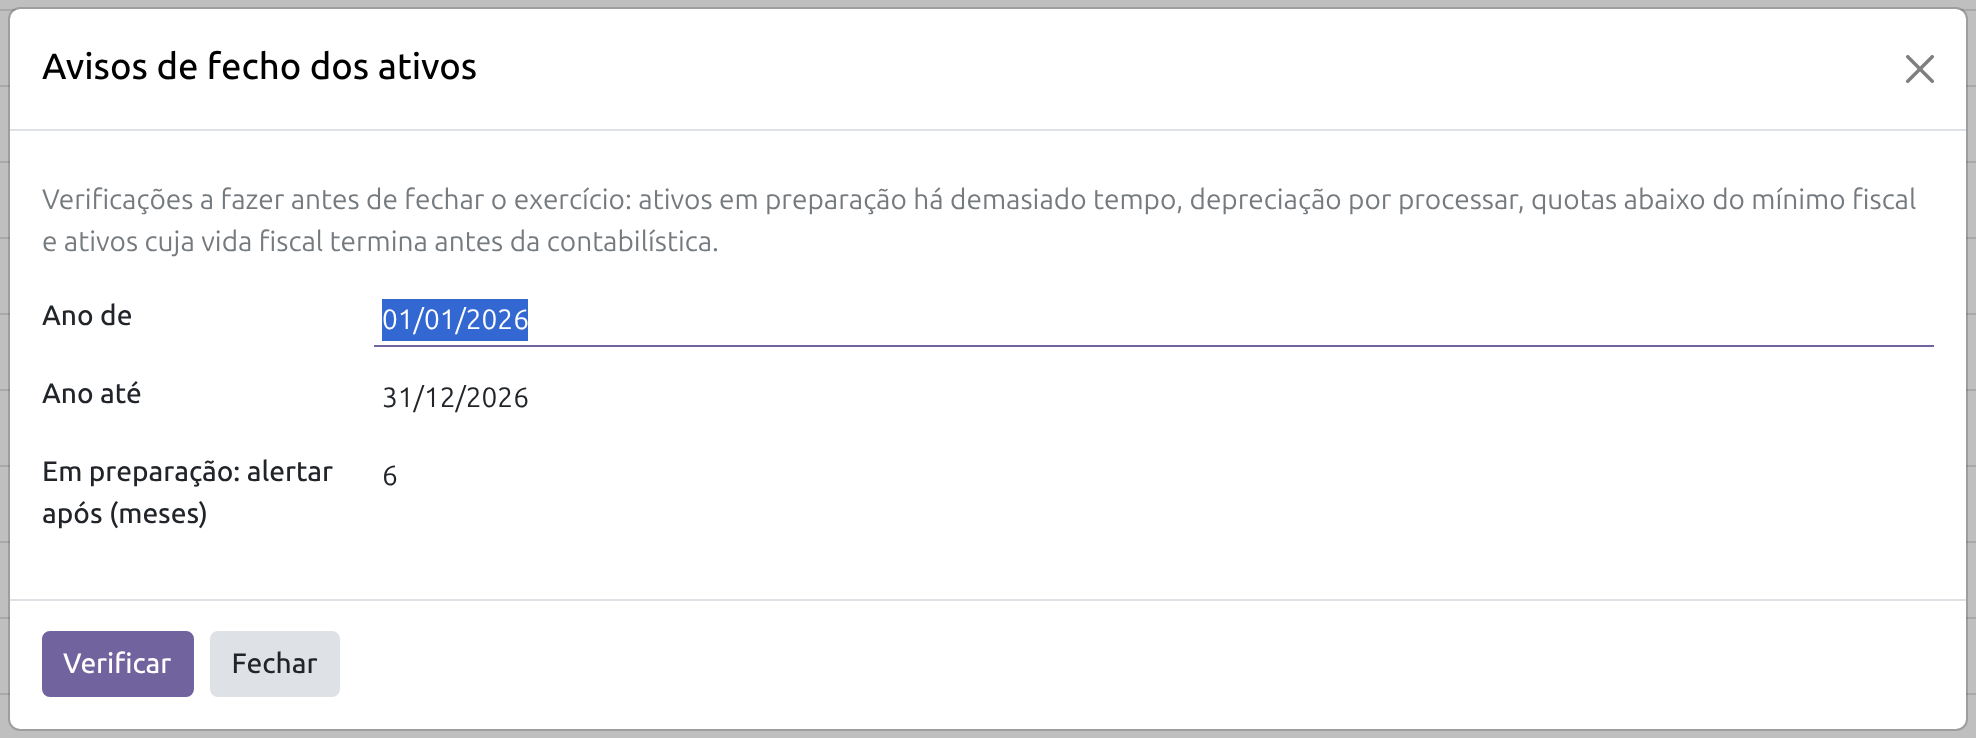 Avisos de fecho dos ativos
Verificações a fazer antes de fechar o exercício: ativos em preparação há demasiado tempo, depreciação por processar, quotas abaixo do mínimo fiscal
e ativos cuja vida fiscal termina antes da contabilística.
Ano de
01/01/2026
Ano até
31/12/2026
Em preparação: alertar
após (meses)
6
Verificar
Fechar